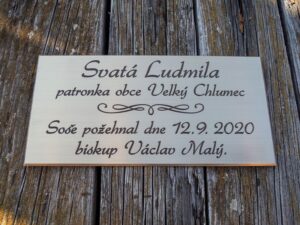 Svatá Ludmila
patronka obce Velký Chlumec
Soše požehnal dne 12.9. 2020
biskup Václav Malý.